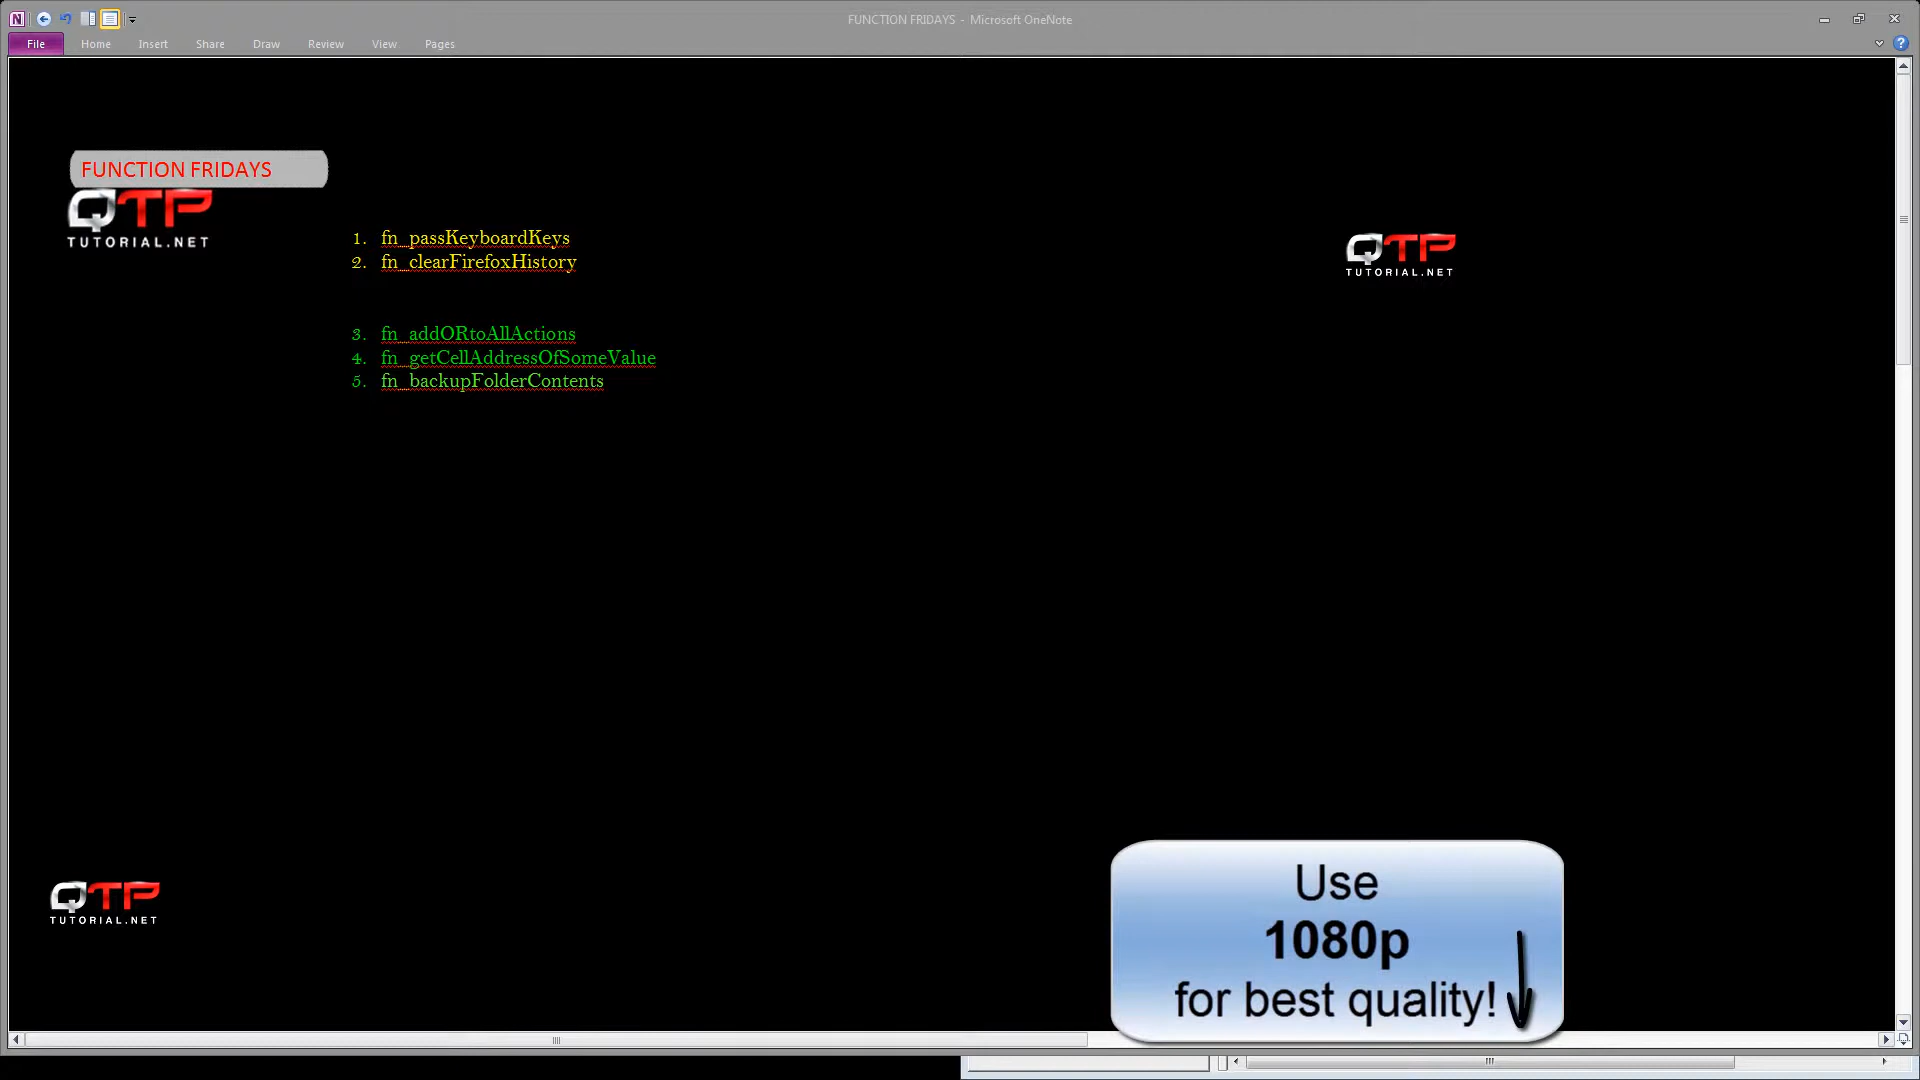 FUNCTION FRIDAYS - Microsoft OneNote
File Home Insert Share Draw Review View Pages
FUNCTION FRIDAYS
QTP
TUTORIAL.NET
1. fn_passKeyboardKeys
2. fn_clearFirefoxHistory
QTP
TUTORIAL.NET
3. fn_addORtoAllActions
4. fn_getCellAddressOfSomeValue
5. fn_backupFolderContents
QTP
TUTORIAL.NET
Use
1080p
for best quality!